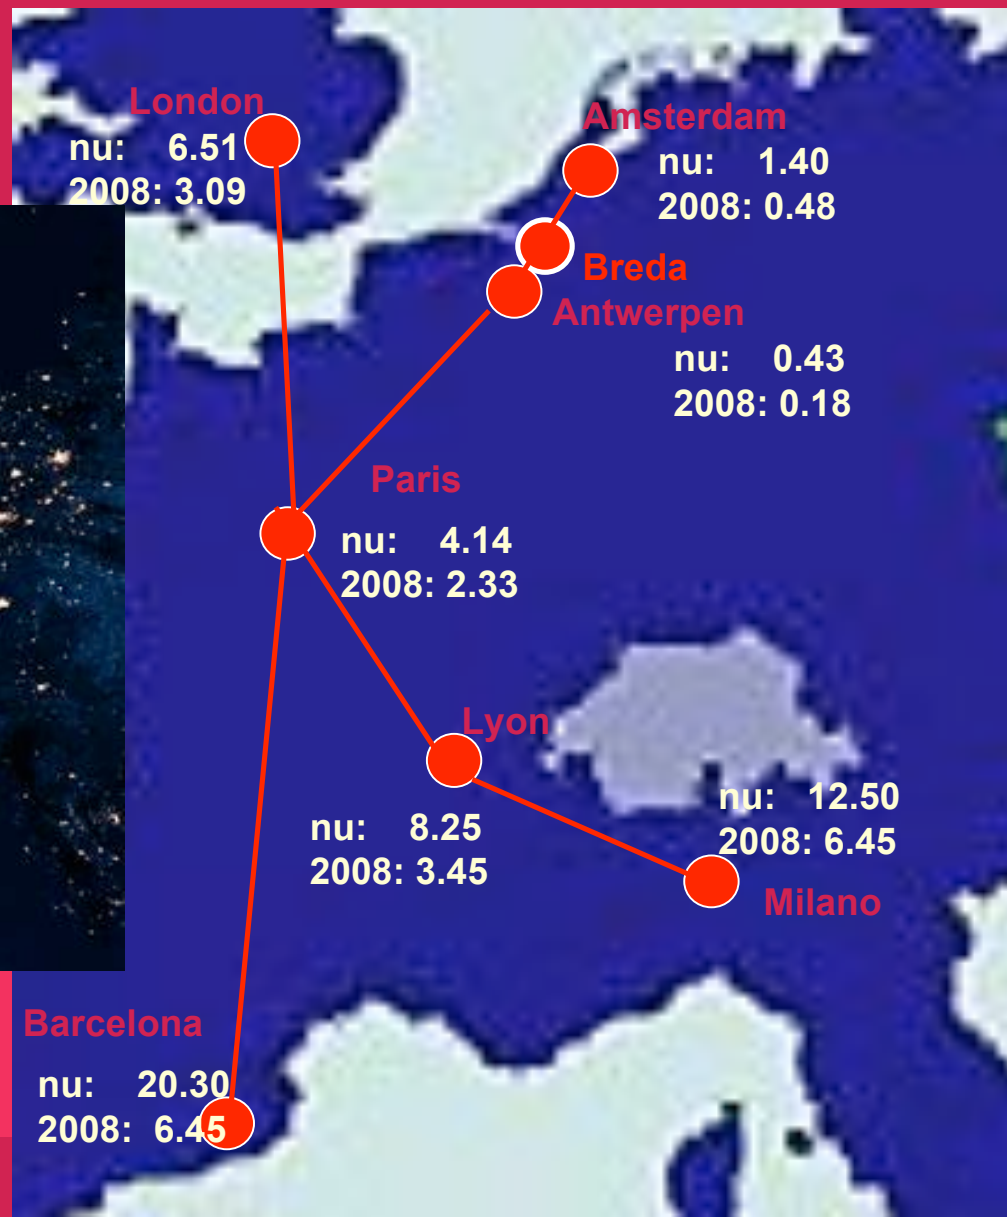 London
nu: 6.51
2008: 3.09
Amsterdam
nu: 1.40
2008: 0.48
Breda
Antwerpen
nu: 0.43
2008: 0.18
Paris
nu: 4.14
2008: 2.33
Lyon
nu: 8.25
2008: 3.45
nu: 12.50
2008: 6.45
Milano
Barcelona
nu: 20.30
2008: 6.45